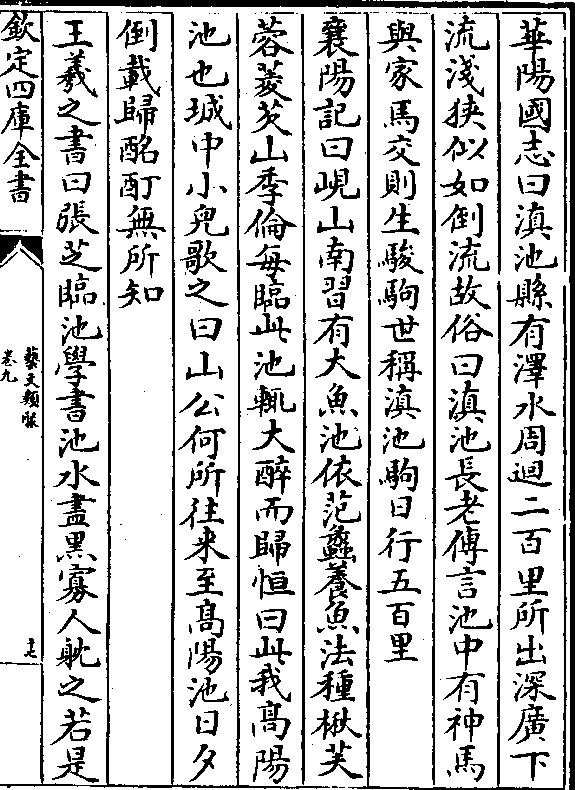 華陽國志曰滇池縣有澤水周迴二百里所出深廣下
流淺狹似如倒流故俗曰滇池長老傳言池中有神馬
與家馬交則生駿駒世稱滇池駒日行五百里
襄陽記曰峴山南習有大魚池依范蠡養魚法種楸芙
蓉菱芡山季倫每臨此池輒大醉而歸恒曰此我高陽
池也城中小兒歌之曰山公何所往来至髙陽池日夕
倒載歸酩酊無所知
王羲之書曰張芝臨池學書池水盡黒寡人耽之若是
欽定四庫全書
藝文類聚
卷九
十七